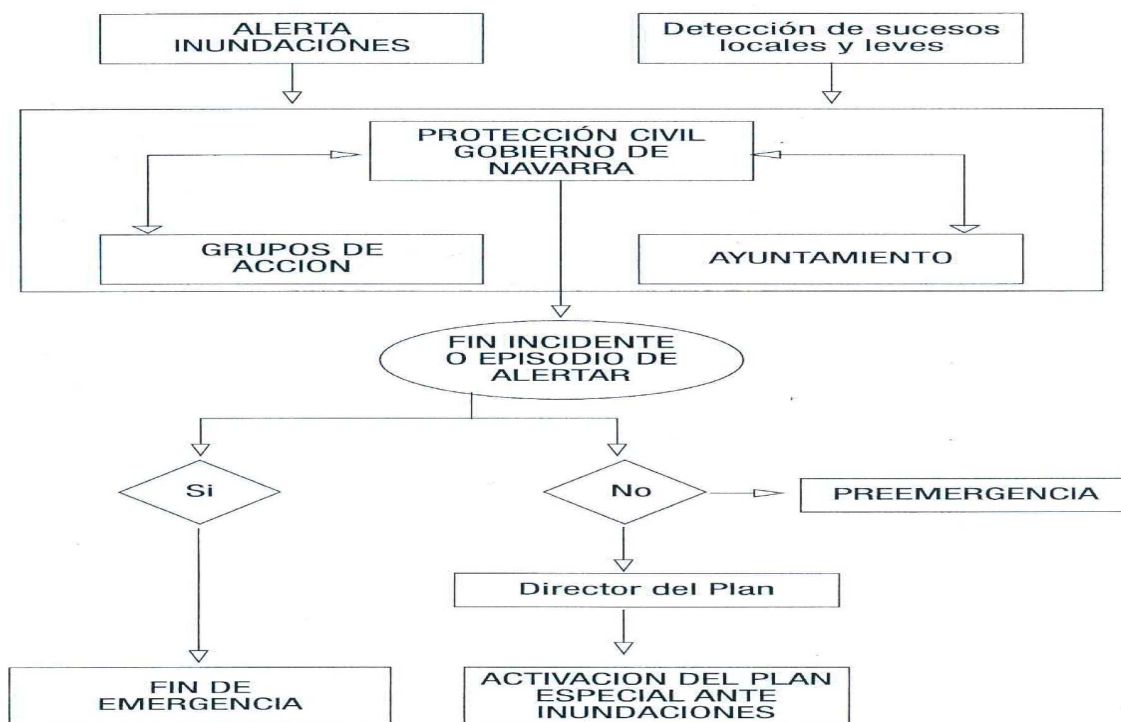 ALERTA
INUNDACIONES
Detección de sucesos
locales y leves
PROTECCIÓN CIVIL
GOBIERNO DE
NAVARRA
GRUPOS DE
ACCION
AYUNTAMIENTO
FIN INCIDENTE
O EPISODIO DE
ALERTAR
Si
No
PREEMERGENCIA
Director del Plan
FIN DE
EMERGENCIA
ACTIVACION DEL PLAN
ESPECIAL ANTE
INUNDACIONES